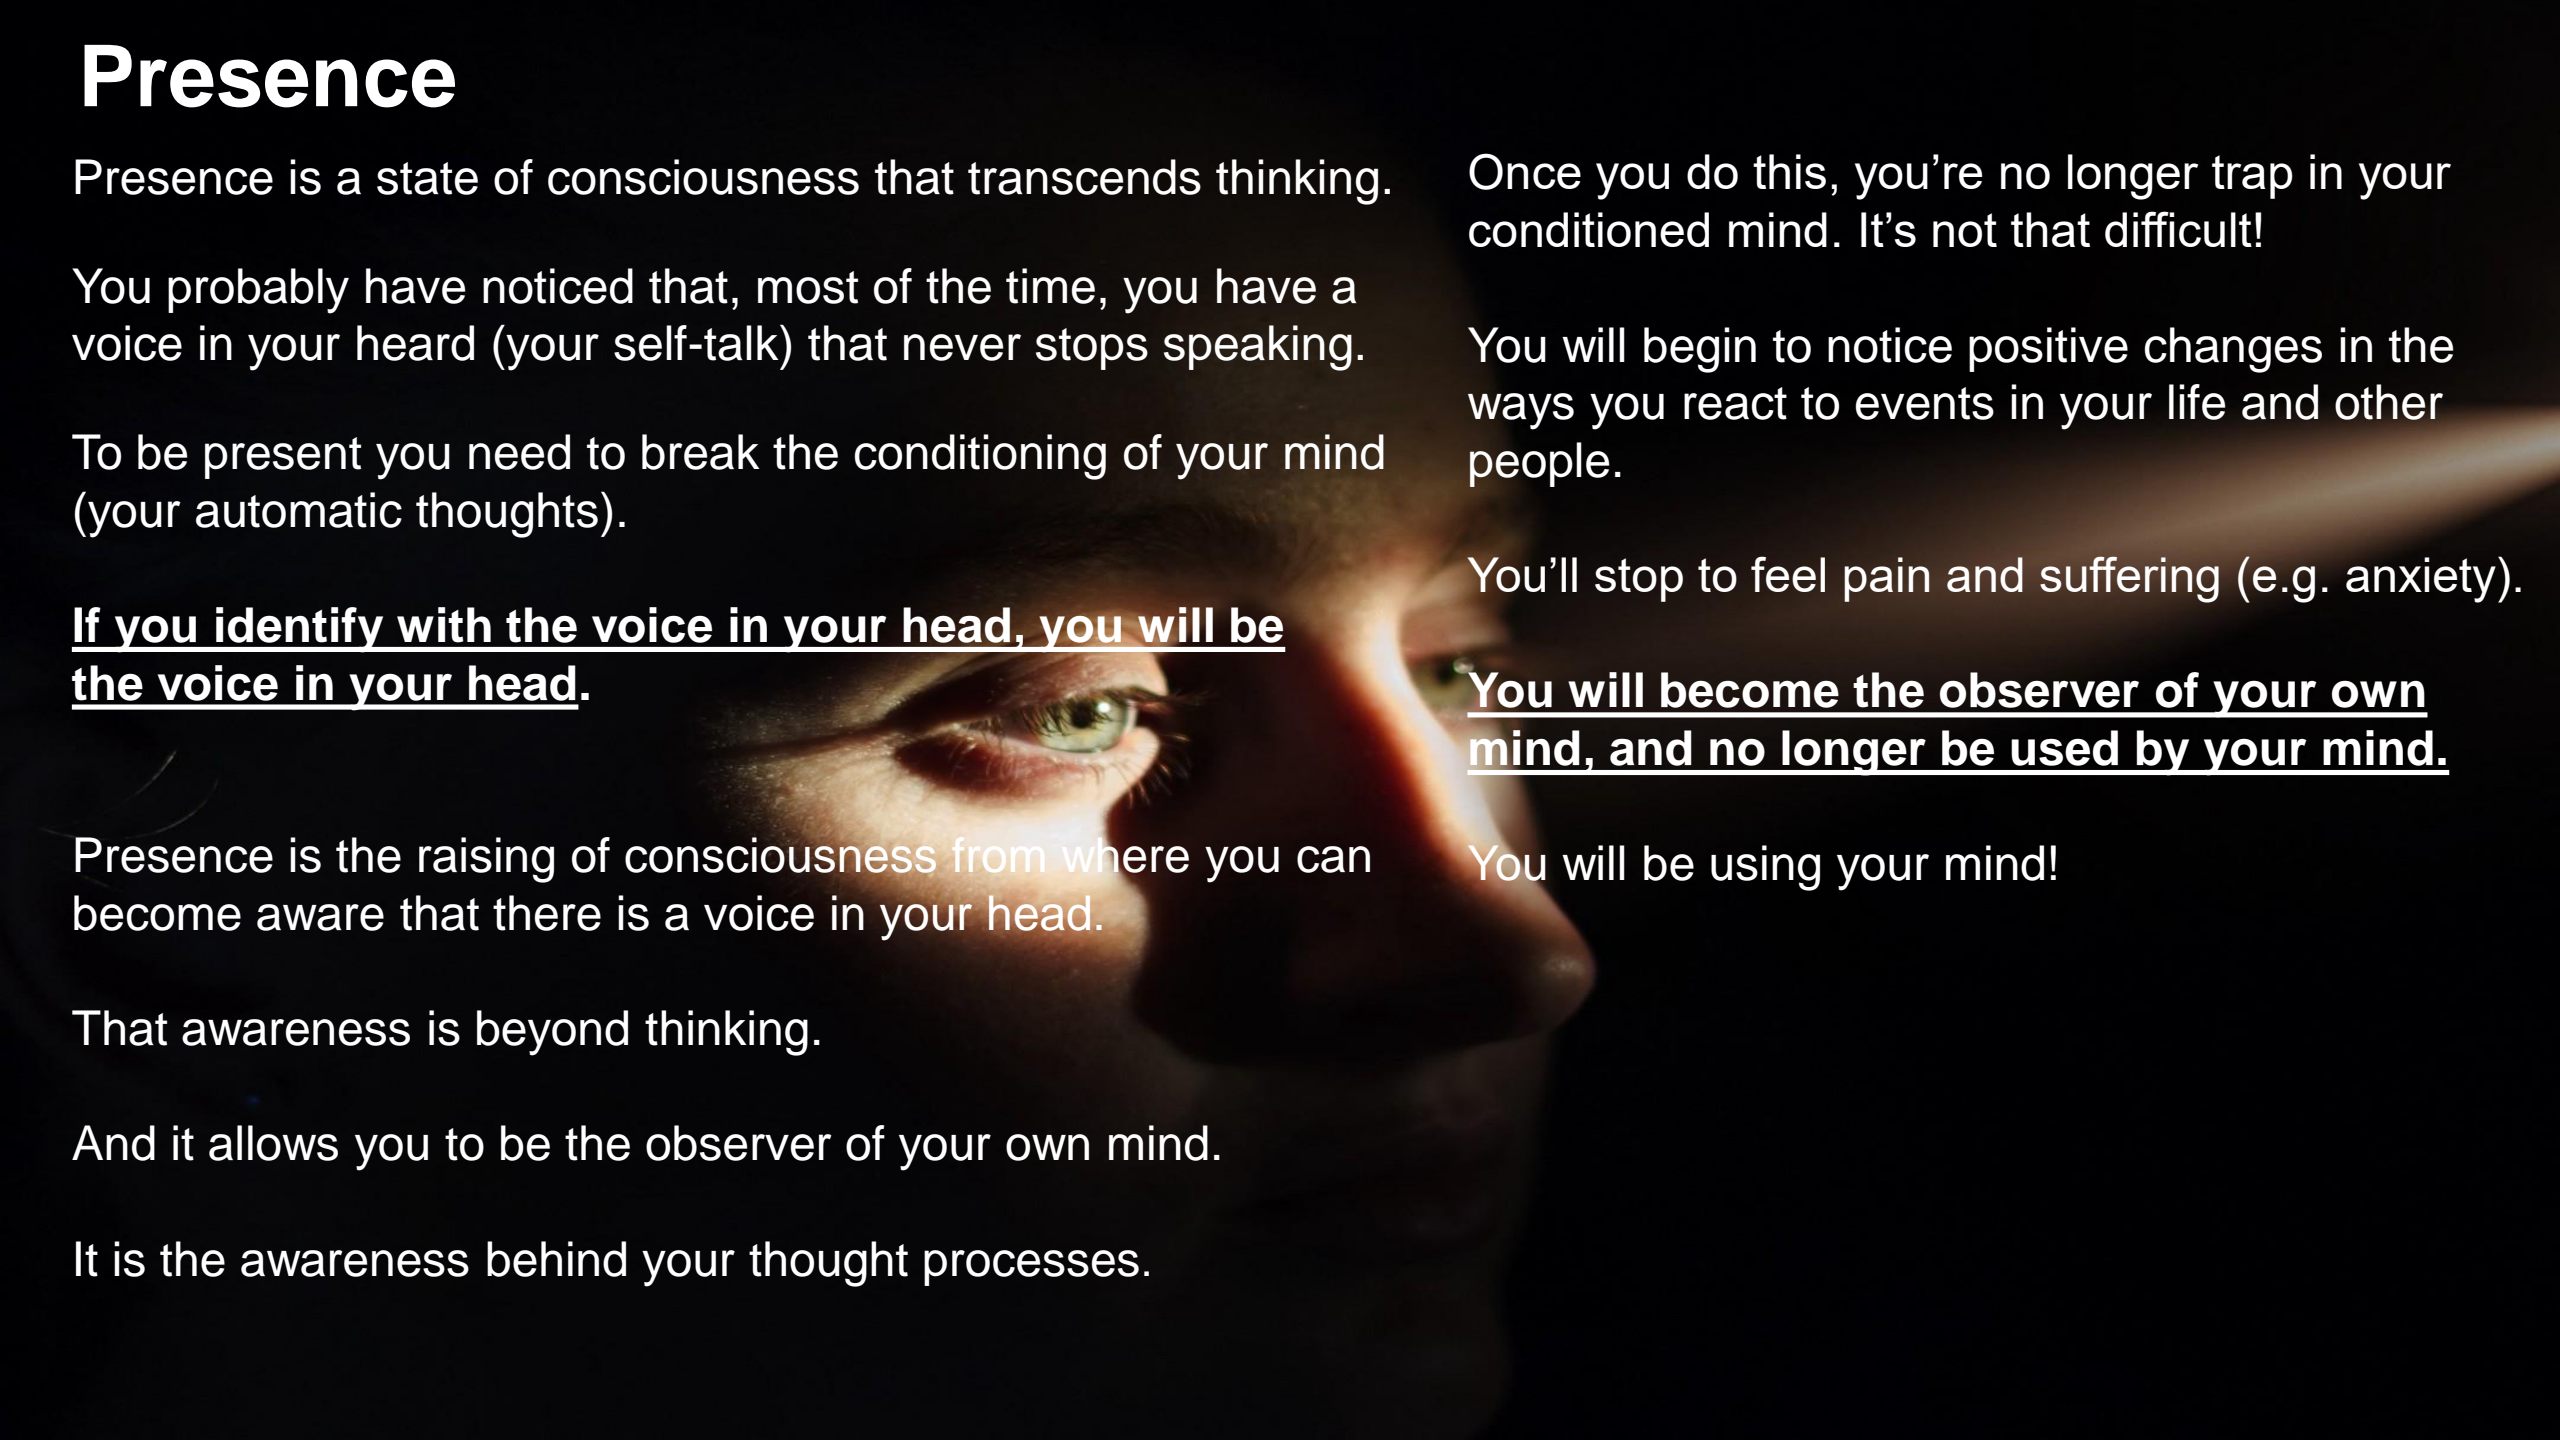 Presence
Presence is a state of consciousness that transcends thinking.
You probably have noticed that, most of the time, you have a
voice in your heard (your self-talk) that never stops speaking.
To be present you need to break the conditioning of your mind
(your automatic thoughts).
If you identify with the voice in your head, you will be
the voice in your head.
Presence is the raising of consciousness from where you can
become aware that there is a voice in your head.
That awareness is beyond thinking.
And it allows you to be the observer of your own mind.
It is the awareness behind your thought processes.
Once you do this, you’re no longer trap in your
conditioned mind. It’s not that difficult!
You will begin to notice positive changes in the
ways you react to events in your life and other
people.
You’ll stop to feel pain and suffering (e.g. anxiety).
You will become the observer of your own
mind, and no longer be used by your mind.
You will be using your mind!